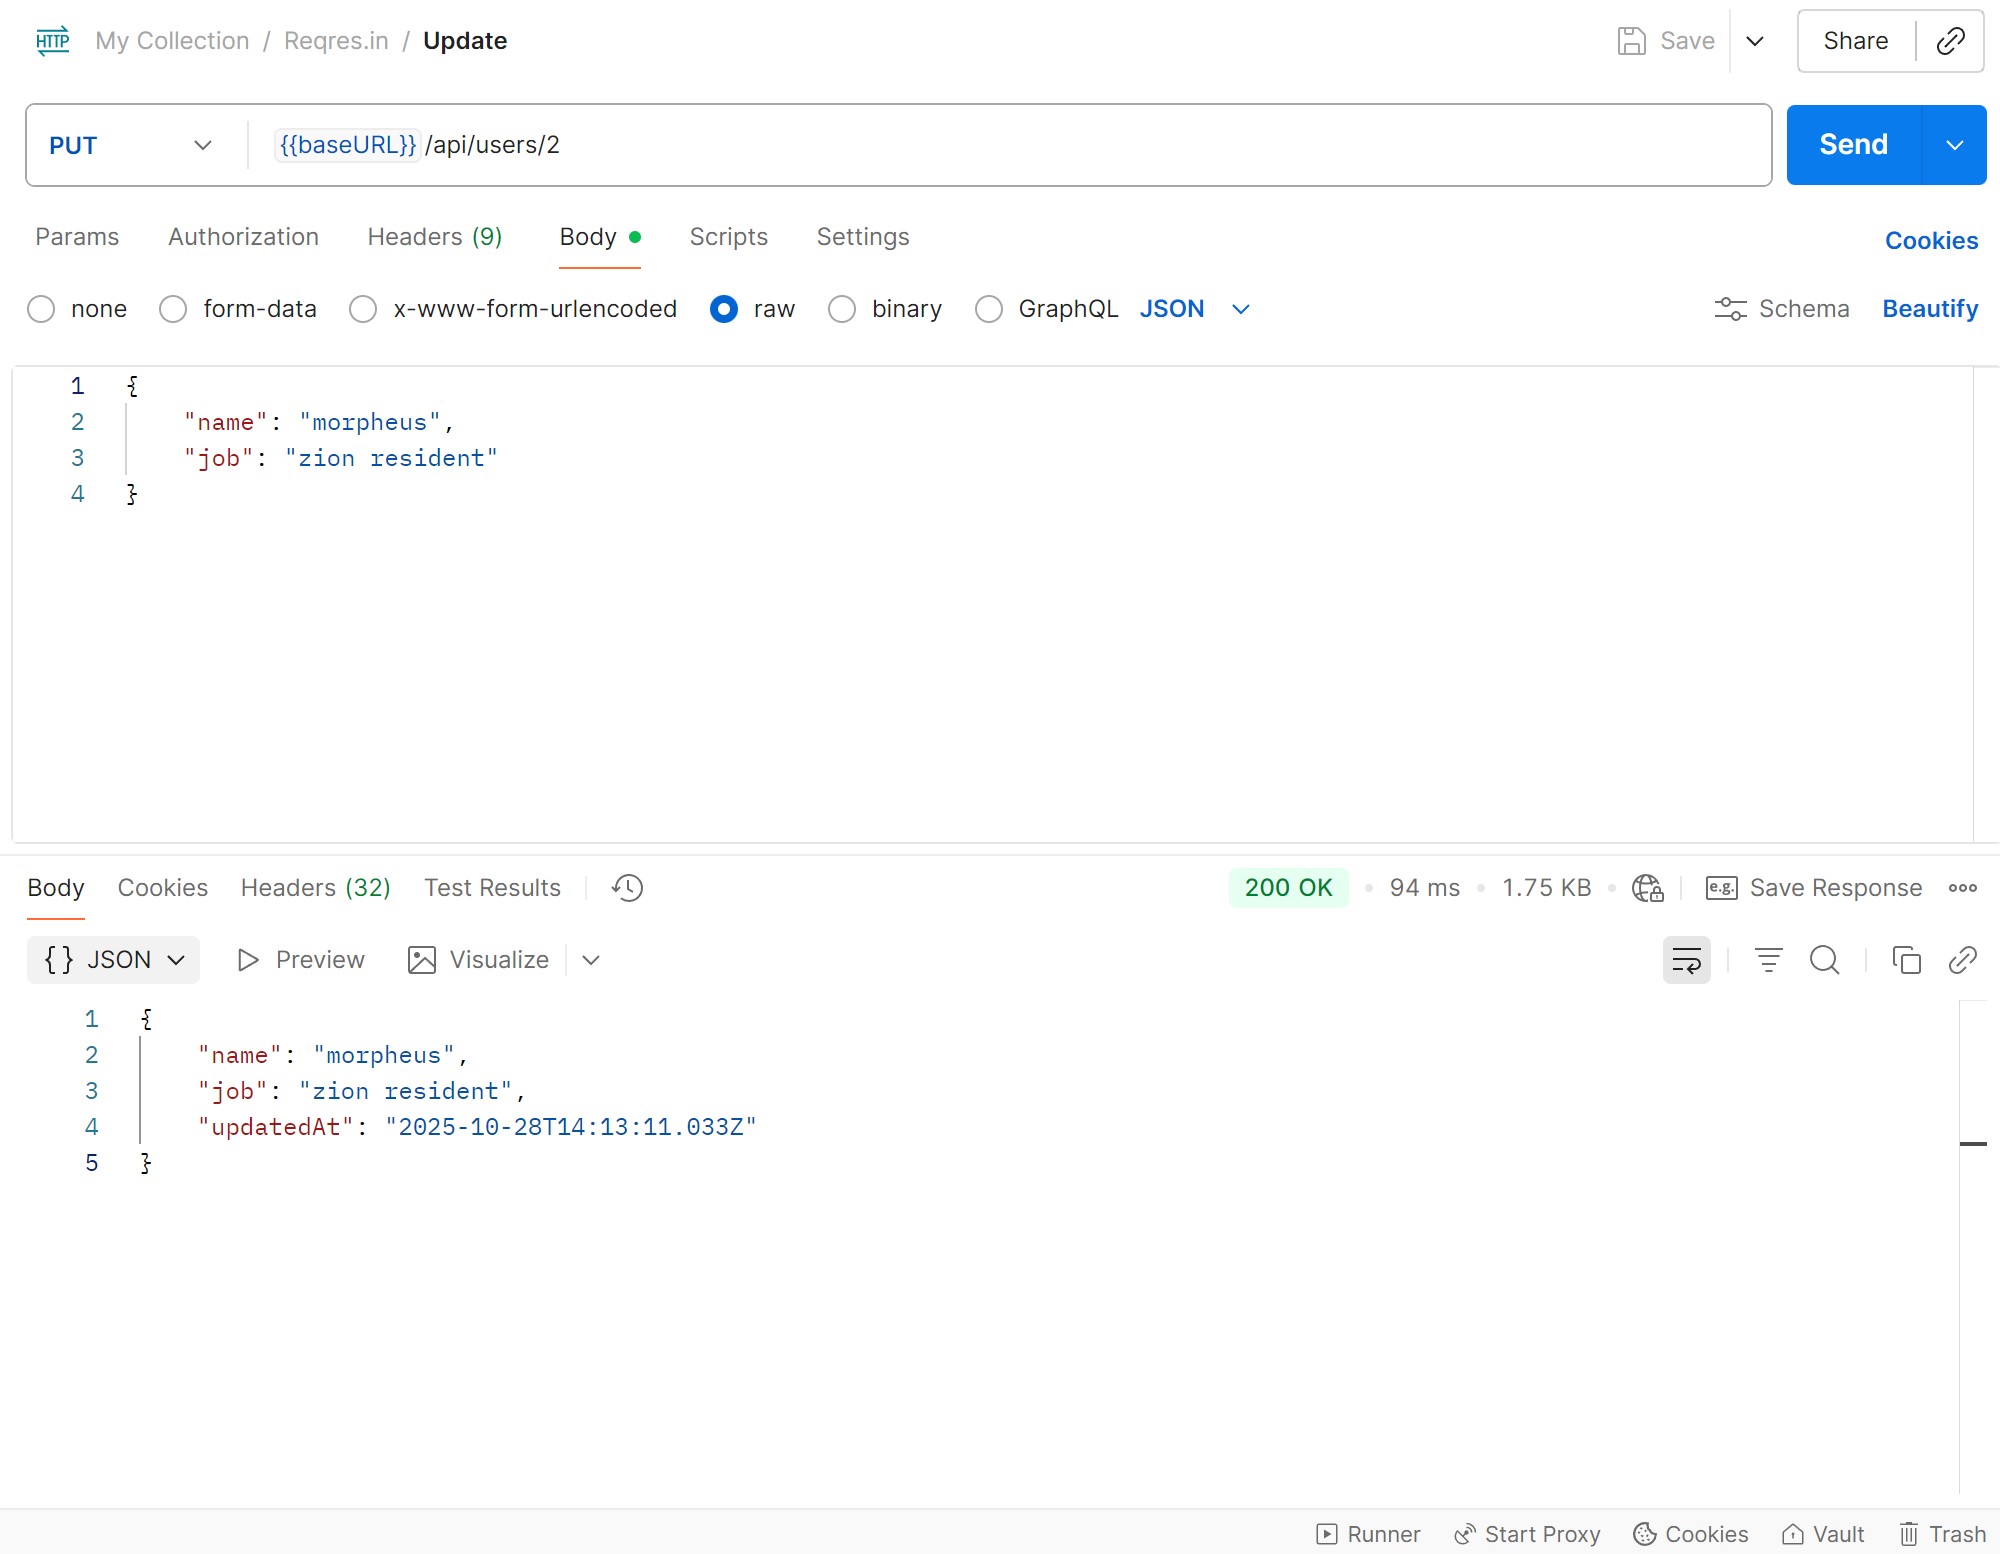 HTTP My Collection / Reqres.in / Update Save Share
PUT {{baseURL}}/api/users/2 Send
Params Authorization Headers (9) Body Scripts Settings Cookies
none form-data x-www-form-urlencoded raw binary GraphQL JSON Schema Beautify
1 {
2 "name": "morpheus",
3 "job": "zion resident"
4 }
Body Cookies Headers (32) Test Results 200 OK • 94 ms • 1.75 KB • e.g. Save Response
{} JSON Preview Visualize
1 {
2 "name": "morpheus",
3 "job": "zion resident",
4 "updatedAt": "2025-10-28T14:13:11.033Z"
5 }
Runner Start Proxy Cookies Vault Trash